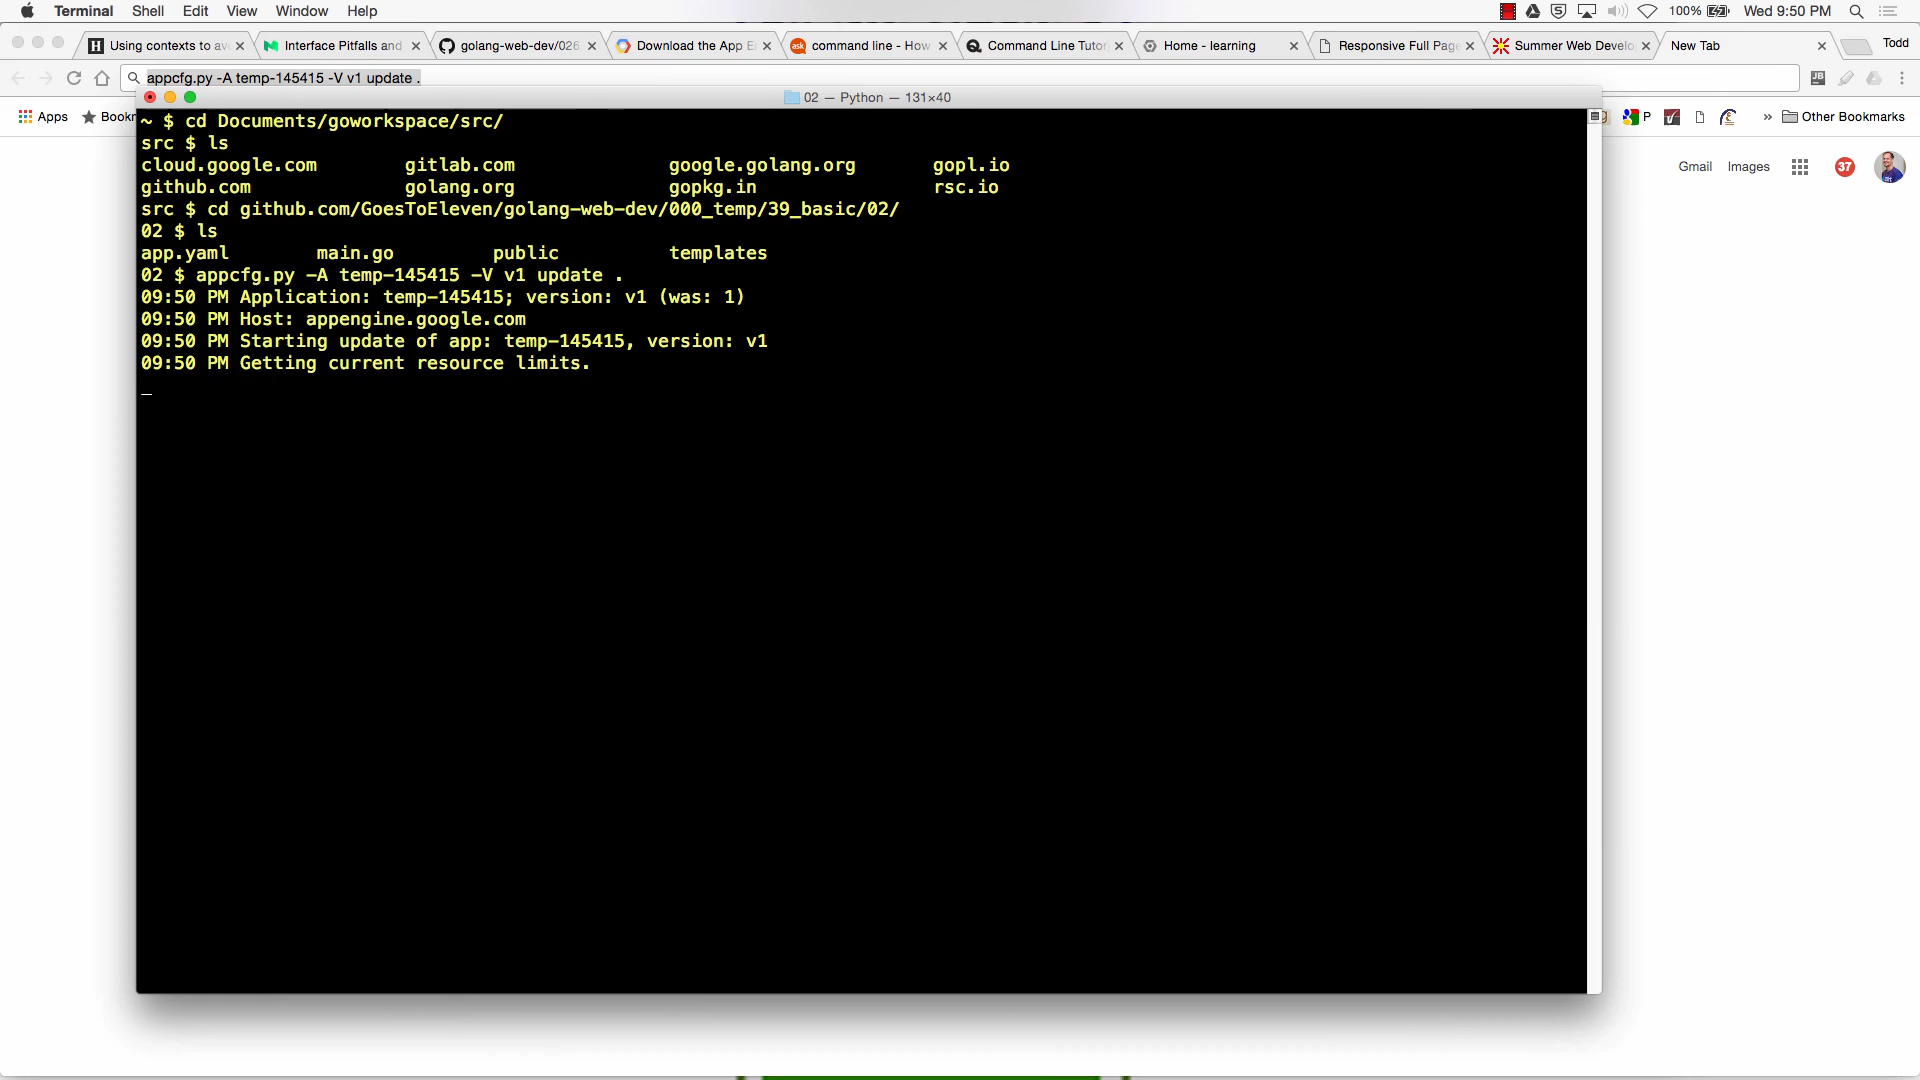 Terminal Shell Edit View Window Help 100% Wed 9:50 PM
Using contexts to av Interface Pitfalls and golang-web-dev/026 Download the App E command line - How Command Line Tutor Home - learning Responsive Full Page Summer Web Develo New Tab Todd
appcfg.py -A temp-145415 -V v1 update .
02 — Python — 131×40
Apps Bookm P » Other Bookmarks
Gmail Images 37
~ $ cd Documents/goworkspace/src/
src $ ls
cloud.google.com gitlab.com google.golang.org gopl.io
github.com golang.org gopkg.in rsc.io
src $ cd github.com/GoesToEleven/golang-web-dev/000_temp/39_basic/02/
02 $ ls
app.yaml main.go public templates
02 $ appcfg.py -A temp-145415 -V v1 update .
09:50 PM Application: temp-145415; version: v1 (was: 1)
09:50 PM Host: appengine.google.com
09:50 PM Starting update of app: temp-145415, version: v1
09:50 PM Getting current resource limits.